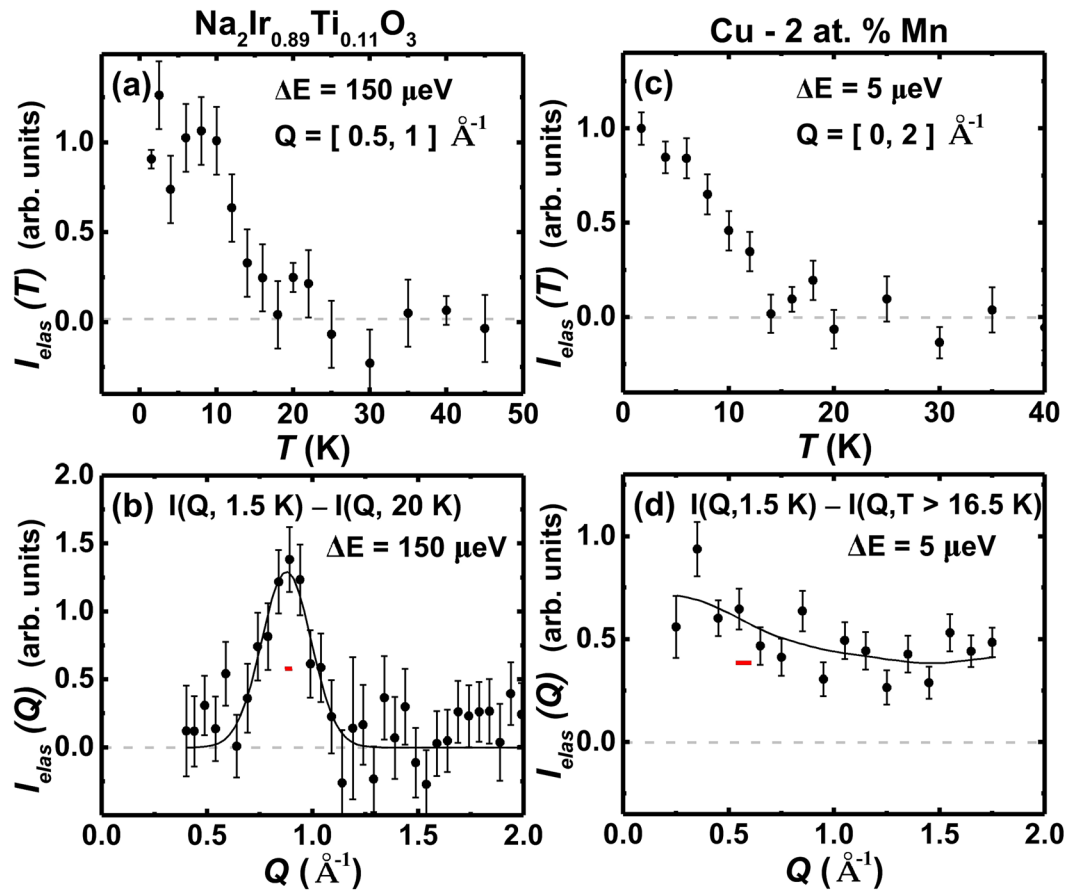 Na2Ir0.89Ti0.11O3
Cu - 2 at. % Mn
(a)
ΔE = 150 μeV
Q = [ 0.5, 1 ] Å-1
1.0
0.5
0.0
Ielas (T) (arb. units)
0 10 20 30 40 50
T (K)
(c)
ΔE = 5 μeV
Q = [ 0, 2 ] Å-1
1.0
0.5
0.0
Ielas (T) (arb. units)
0 10 20 30 40
T (K)
(b) I(Q, 1.5 K) – I(Q, 20 K)
ΔE = 150 μeV
2.0
1.5
1.0
0.5
0.0
Ielas (Q) (arb. units)
0.0 0.5 1.0 1.5 2.0
Q ( Å-1)
(d) I(Q,1.5 K) – I(Q,T > 16.5 K)
ΔE = 5 μeV
1.0
0.5
0.0
Ielas (Q) (arb. units)
0.0 0.5 1.0 1.5 2.0
Q (Å-1)